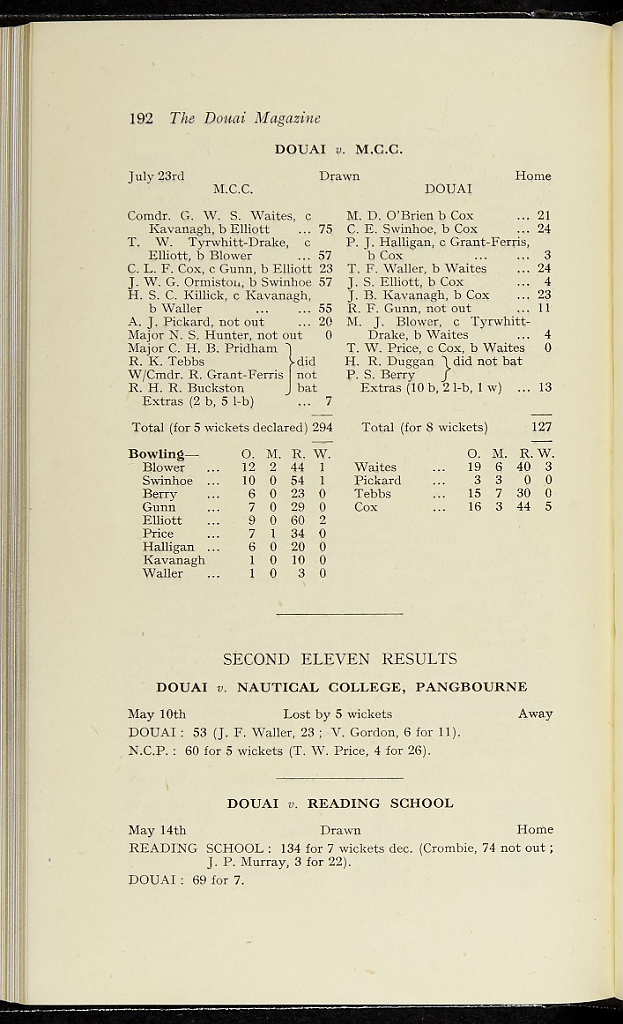 192 The Douai Magazine
DOUAI v. M.C.C.
July 23rd Drawn Home
M.C.C.
Comdr. G. W. S. Waites, c
Kavanagh, b Elliott ... 75
T. W. Tyrwhitt-Drake, c
Elliott, b Blower ... 57
C. L. F. Cox, c Gunn, b Elliott 23
J. W. G. Ormiston, b Swinhoe 57
H. S. C. Killick, c Kavanagh,
b Waller ... ... 55
A. J. Pickard, not out ... 20
Major N. S. Hunter, not out 0
Major C. H. B. Pridham
R. K. Tebbs did
W/Cmdr. R. Grant-Ferris not
R. H. R. Buckston bat
Extras (2 b, 5 l-b) ... 7
Total (for 5 wickets declared) 294
Bowling— O. M. R. W.
Blower ... 12 2 44 1
Swinhoe ... 10 0 54 1
Berry ... 6 0 23 0
Gunn ... 7 0 29 0
Elliott ... 9 0 60 2
Price ... 7 1 34 0
Halligan ... 6 0 20 0
Kavanagh 1 0 10 0
Waller ... 1 0 3 0
DOUAI
M. D. O'Brien b Cox ... 21
C. E. Swinhoe, b Cox ... 24
P. J. Halligan, c Grant-Ferris,
b Cox ... ... 3
T. F. Waller, b Waites ... 24
J. S. Elliott, b Cox ... 4
J. B. Kavanagh, b Cox ... 23
R. F. Gunn, not out ... 11
M. J. Blower, c Tyrwhitt-
Drake, b Waites ... 4
T. W. Price, c Cox, b Waites 0
H. R. Duggan did not bat
P. S. Berry
Extras (10 b, 2 l-b, 1 w) ... 13
Total (for 8 wickets) 127
O. M. R. W.
Waites ... 19 6 40 3
Pickard ... 3 3 0 0
Tebbs ... 15 7 30 0
Cox ... 16 3 44 5
SECOND ELEVEN RESULTS
DOUAI v. NAUTICAL COLLEGE, PANGBOURNE
May 10th Lost by 5 wickets Away
DOUAI : 53 (J. F. Waller, 23 ; V. Gordon, 6 for 11).
N.C.P. : 60 for 5 wickets (T. W. Price, 4 for 26).
DOUAI v. READING SCHOOL
May 14th Drawn Home
READING SCHOOL : 134 for 7 wickets dec. (Crombie, 74 not out ;
J. P. Murray, 3 for 22).
DOUAI : 69 for 7.